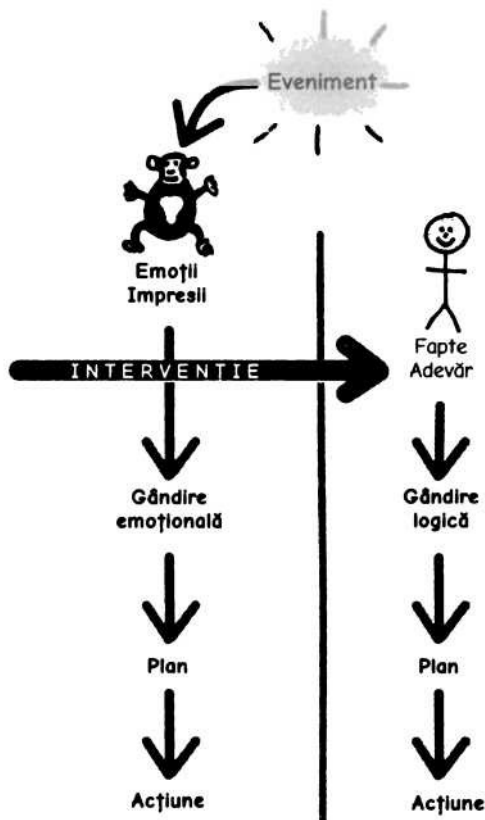 Eveniment
Emoții
Impresii
INTERVENȚIE
Fapte
Adevăr
Gândire
emoțională
Gândire
logică
Plan
Plan
Acțiune
Acțiune